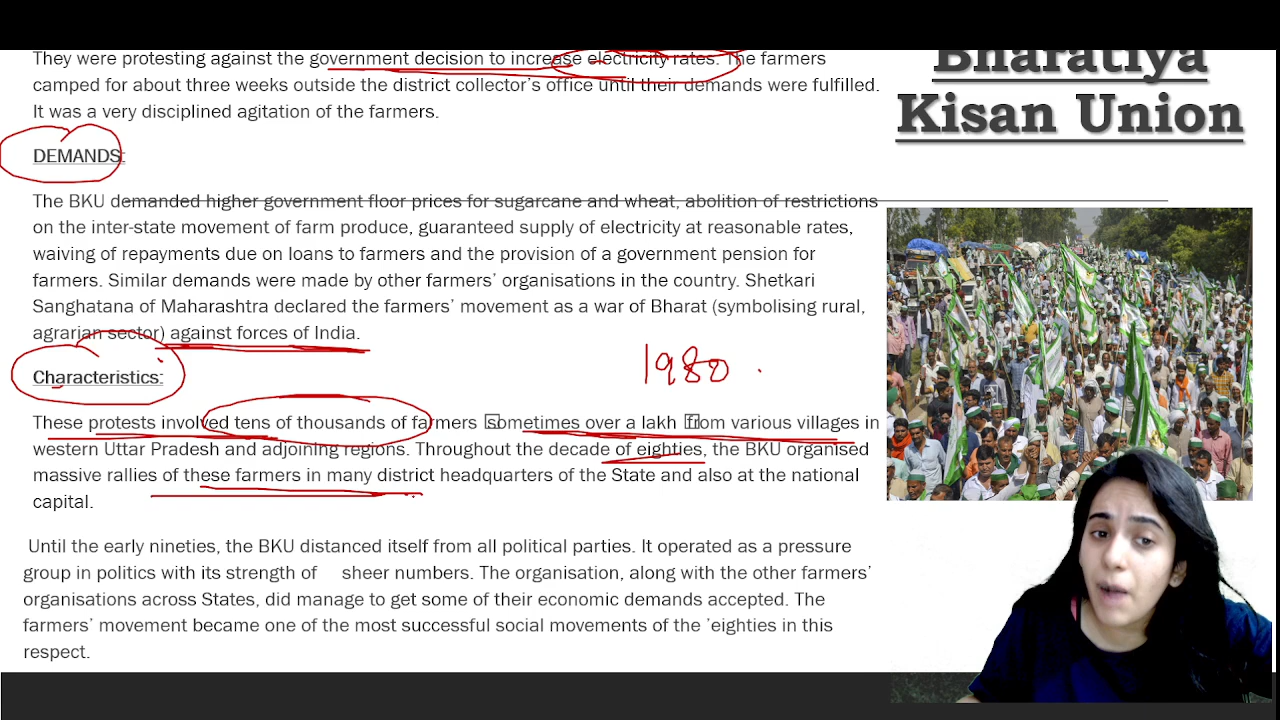 They were protesting against the government decision to increase electricity rates. The farmers
camped for about three weeks outside the district collector's office until their demands were fulfilled.
It was a very disciplined agitation of the farmers.
Bharatiya
Kisan Union
DEMANDS:
The BKU demanded higher government floor prices for sugarcane and wheat, abolition of restrictions
on the inter-state movement of farm produce, guaranteed supply of electricity at reasonable rates,
waiving of repayments due on loans to farmers and the provision of a government pension for
farmers. Similar demands were made by other farmers' organisations in the country. Shetkari
Sanghatana of Maharashtra declared the farmers' movement as a war of Bharat (symbolising rural,
agrarian sector) against forces of India.
1980
Characteristics:
These protests involved tens of thousands of farmers sometimes over a lakh from various villages in
western Uttar Pradesh and adjoining regions. Throughout the decade of eighties, the BKU organised
massive rallies of these farmers in many district headquarters of the State and also at the national
capital.
Until the early nineties, the BKU distanced itself from all political parties. It operated as a pressure
group in politics with its strength of sheer numbers. The organisation, along with the other farmers'
organisations across States, did manage to get some of their economic demands accepted. The
farmers' movement became one of the most successful social movements of the 'eighties in this
respect.